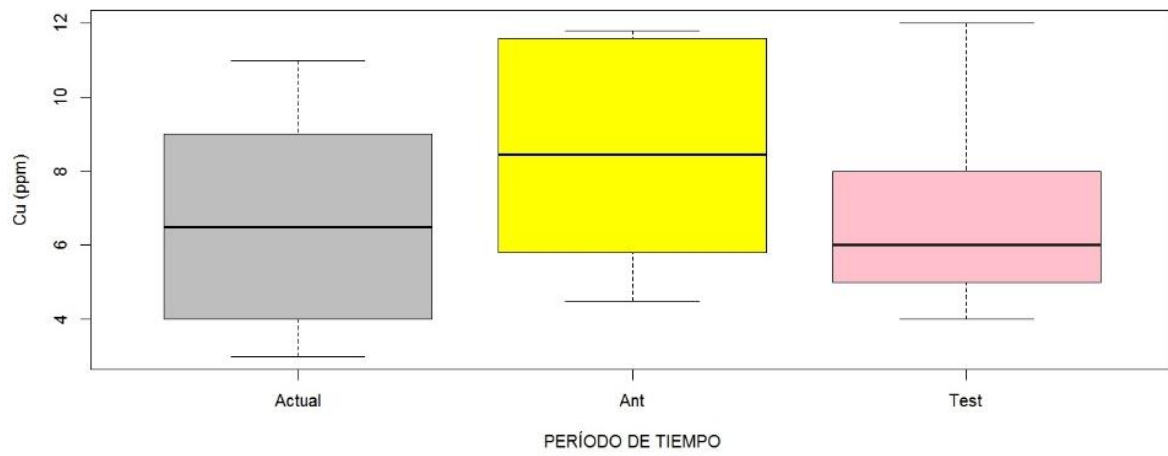 12
10
8
6
4
Cu (ppm)
Actual Ant Test
PERÍODO DE TIEMPO